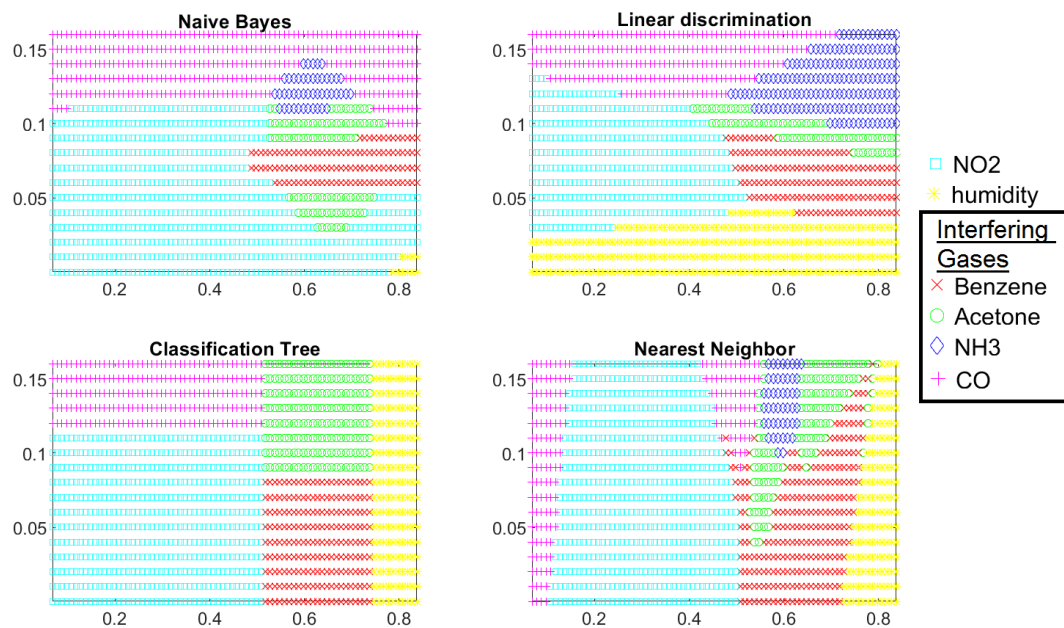 Naive Bayes
0.15
0.1
0.05
0.2
0.4
0.6
0.8
Linear discrimination
0.15
0.1
0.05
0
0.2
0.4
0.6
0.8
Classification Tree
0.15
0.1
0.05
0.2
0.4
0.6
0.8
Nearest Neighbor
0.15
0.1
0.05
0.2
0.4
0.6
0.8
NO2
humidity
Interfering
Gases
Benzene
Acetone
NH3
CO